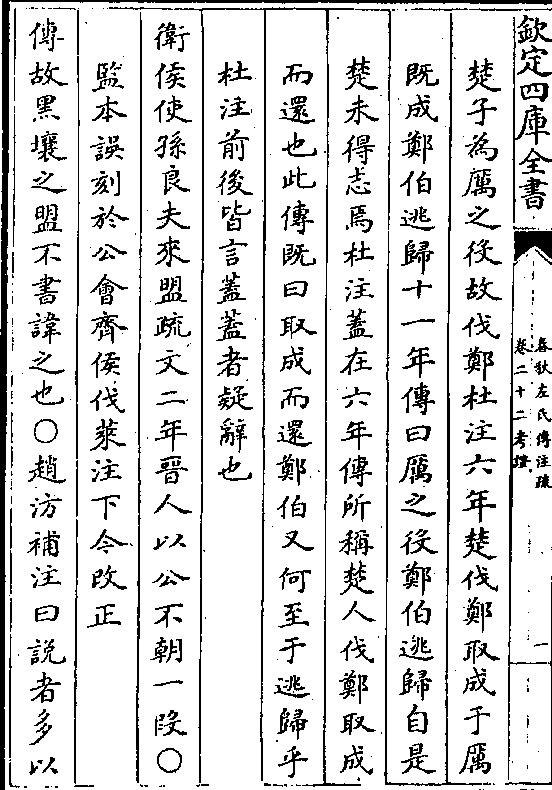 欽定四庫全書
春秋左氏傳注疏
卷二十二考證
一
楚子為厲之役故伐鄭杜注六年楚伐鄭取成于厲
既成鄭伯逃歸十一年傳曰厲之役鄭伯逃歸自是
楚未得志焉杜注蓋在六年傳所稱楚人伐鄭取成
而還也此傳既曰取成而還鄭伯又何至于逃歸乎
杜注前後皆言蓋蓋者疑辭也
衛侯使孫良夫來盟疏文二年晉人以公不朝一段○
監本誤刻於公會齊侯伐萊注下今改正
傳故黑壤之盟不書諱之也○趙汸補注曰說者多以